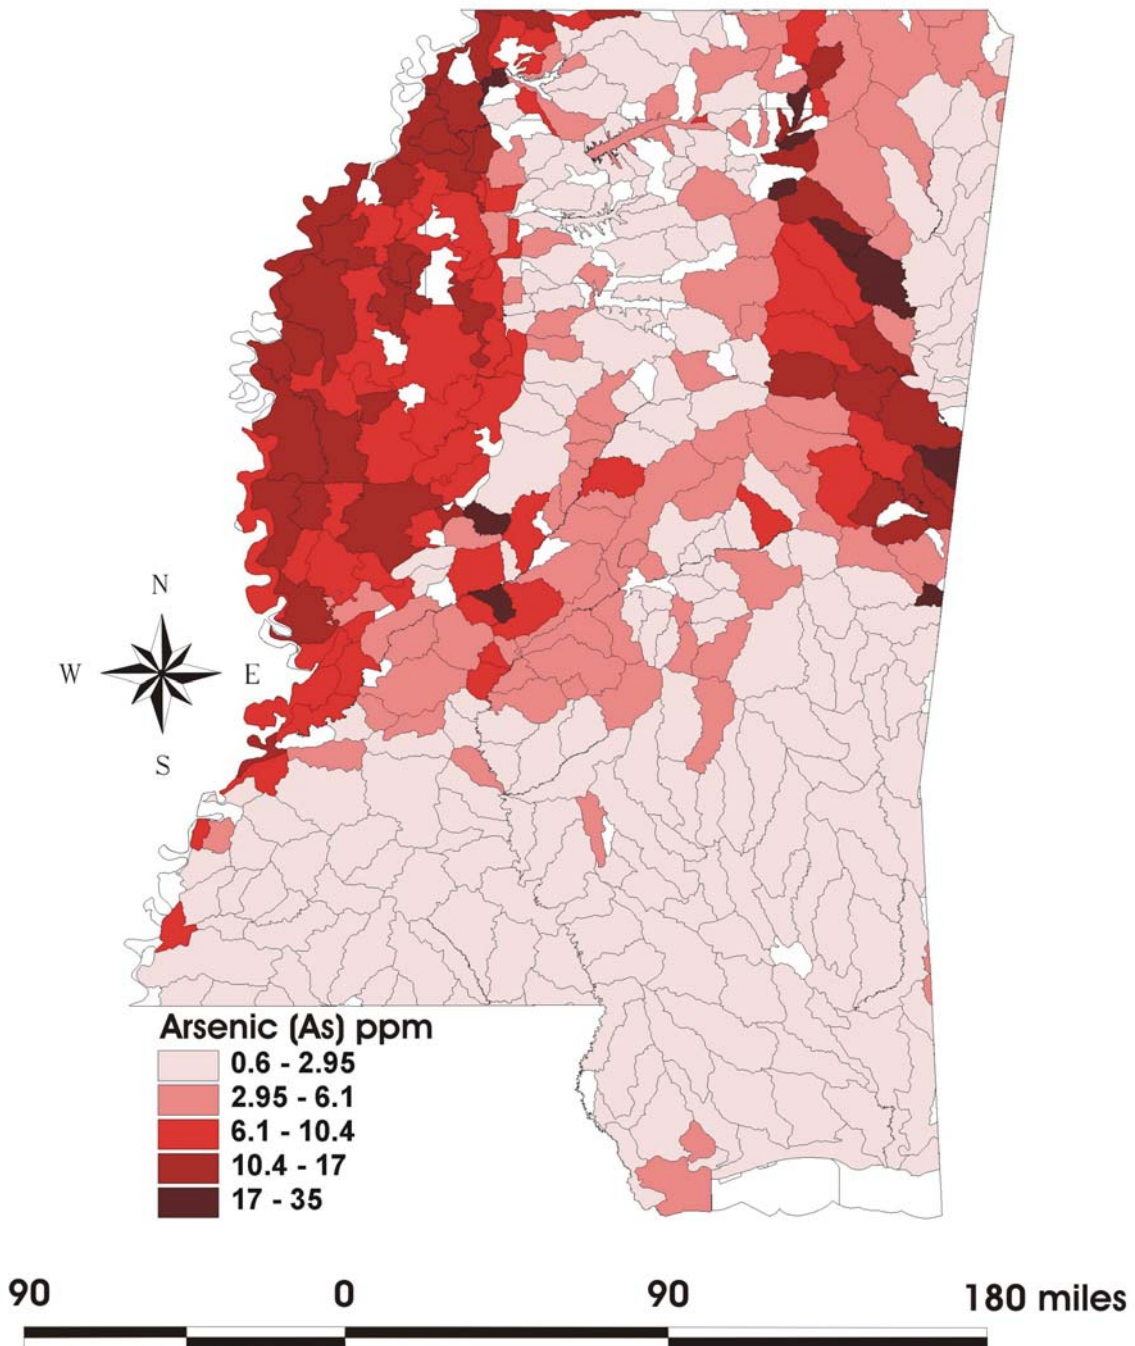 N
W E
S
Arsenic (As) ppm
0.6 - 2.95
2.95 - 6.1
6.1 - 10.4
10.4 - 17
17 - 35
90 0 90 180 miles